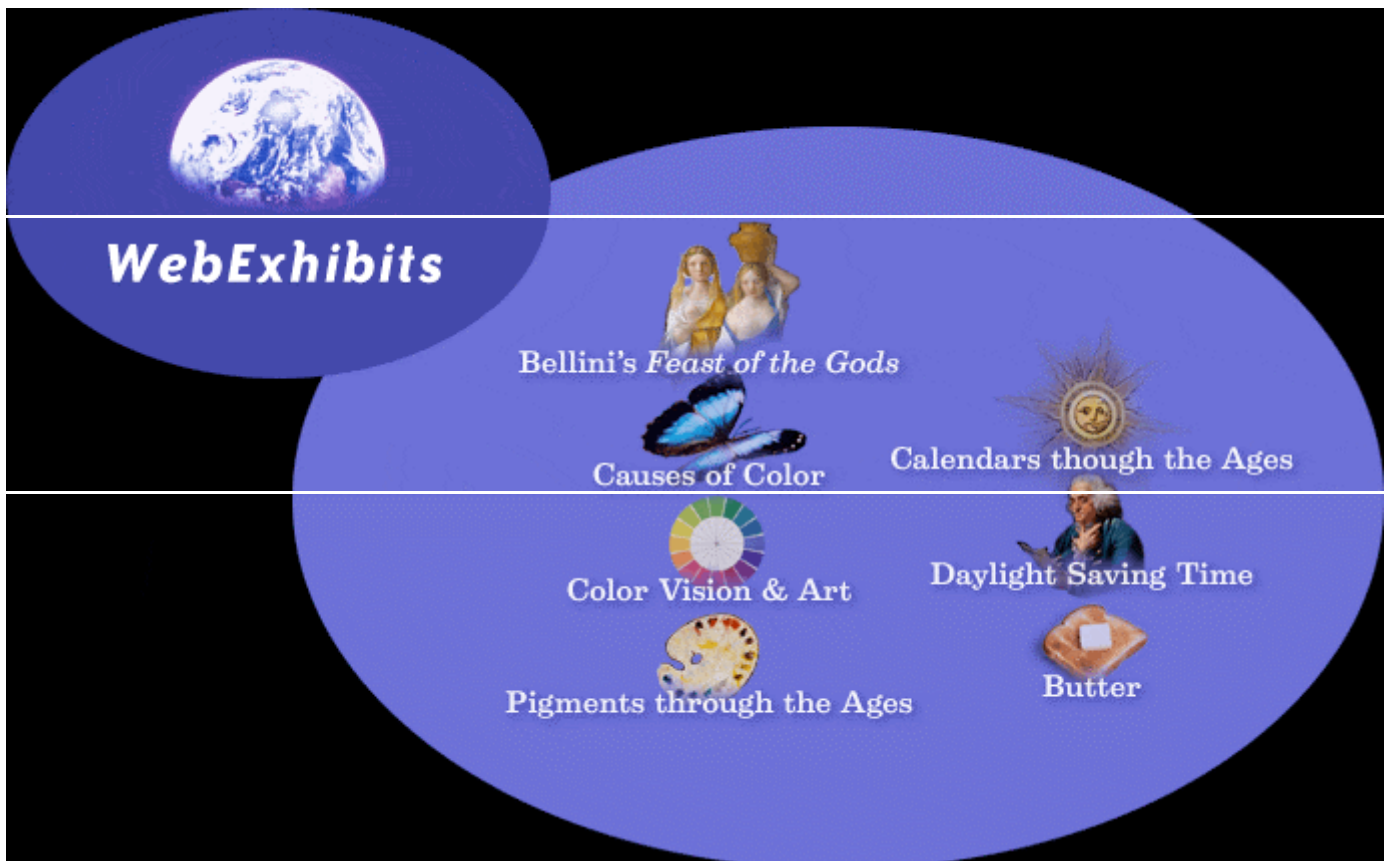 WebExhibits
Bellini's Feast of the Gods
Causes of Color
Calendars though the Ages
Color Vision & Art
Daylight Saving Time
Pigments through the Ages
Butter